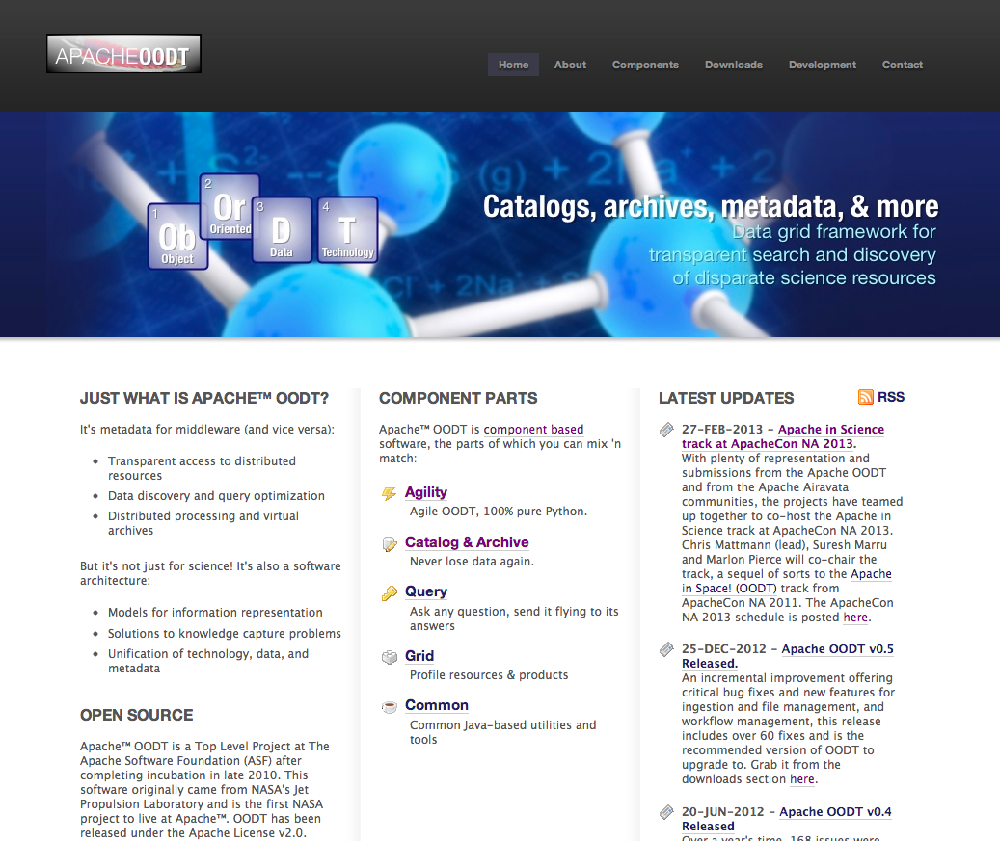 APACHEOODT
Home About Components Downloads Development Contact
1
Ob
Object
2
Or
Oriented
3
D
Data
4
T
Technology
Catalogs, archives, metadata, & more
Data grid framework for
transparent search and discovery
of disparate science resources
JUST WHAT IS APACHE™ OODT?
It's metadata for middleware (and vice versa):
• Transparent access to distributed
resources
• Data discovery and query optimization
• Distributed processing and virtual
archives
But it's not just for science! It's also a software
architecture:
• Models for information representation
• Solutions to knowledge capture problems
• Unification of technology, data, and
metadata
OPEN SOURCE
Apache™ OODT is a Top Level Project at The
Apache Software Foundation (ASF) after
completing incubation in late 2010. This
software originally came from NASA's Jet
Propulsion Laboratory and is the first NASA
project to live at Apache™. OODT has been
released under the Apache License v2.0.
COMPONENT PARTS
Apache™ OODT is component based
software, the parts of which you can mix 'n
match:
Agility
Agile OODT, 100% pure Python.
Catalog & Archive
Never lose data again.
Query
Ask any question, send it flying to its
answers
Grid
Profile resources & products
Common
Common Java-based utilities and
tools
LATEST UPDATES
RSS
27-FEB-2013 - Apache in Science
track at ApacheCon NA 2013.
With plenty of representation and
submissions from the Apache OODT
and from the Apache Airavata
communities, the projects have teamed
up together to co-host the Apache in
Science track at ApacheCon NA 2013.
Chris Mattmann (lead), Suresh Marru
and Marlon Pierce will co-chair the
track, a sequel of sorts to the Apache
in Space! (OODT) track from
ApacheCon NA 2011. The ApacheCon
NA 2013 schedule is posted here.
25-DEC-2012 - Apache OODT v0.5
Released.
An incremental improvement offering
critical bug fixes and new features for
ingestion and file management, and
workflow management, this release
includes over 60 fixes and is the
recommended version of OODT to
upgrade to. Grab it from the
downloads section here.
20-JUN-2012 - Apache OODT v0.4
Released
Over a year's time, 168 issues were